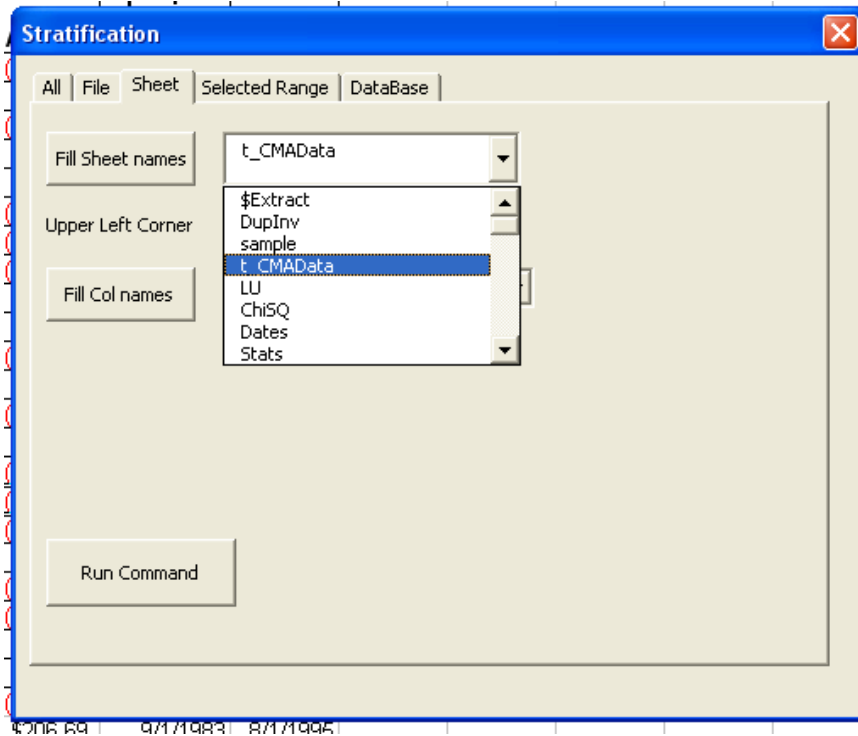 Stratification
All File Sheet Selected Range DataBase
Fill Sheet names t_CMAData
$Extract
DupInv
Upper Left Corner
sample
t_CMAData
Fill Col names
LU
ChiSQ
Dates
Stats
Run Command
$206.69 9/1/1983 8/1/1995